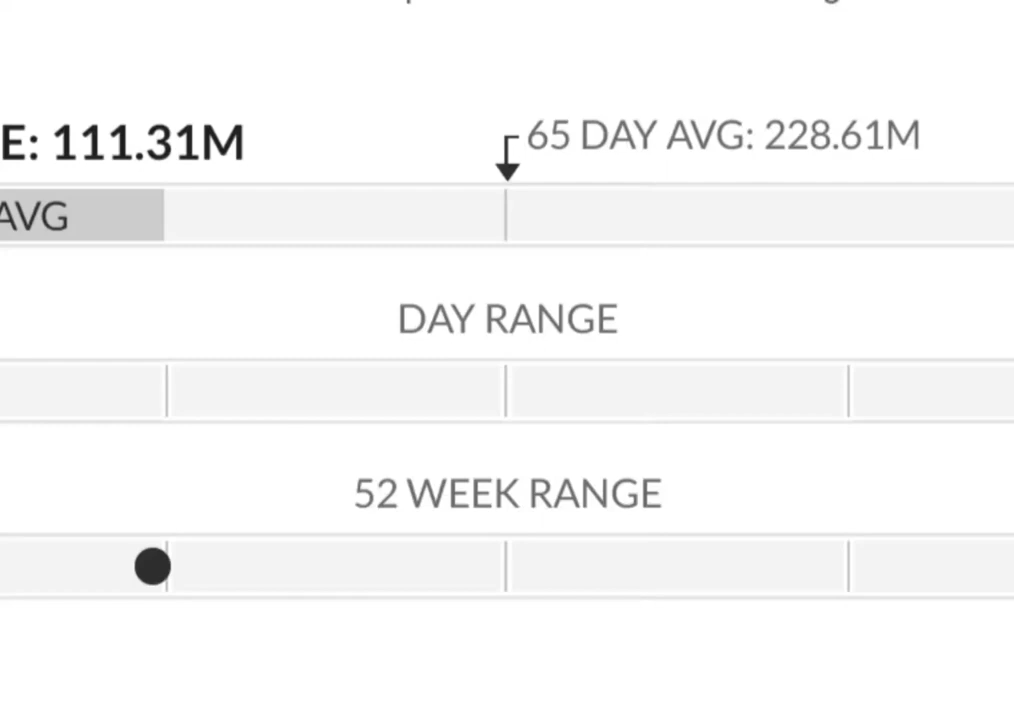 E: 111.31M
65 DAY AVG: 228.61M
AVG
DAY RANGE
52 WEEK RANGE